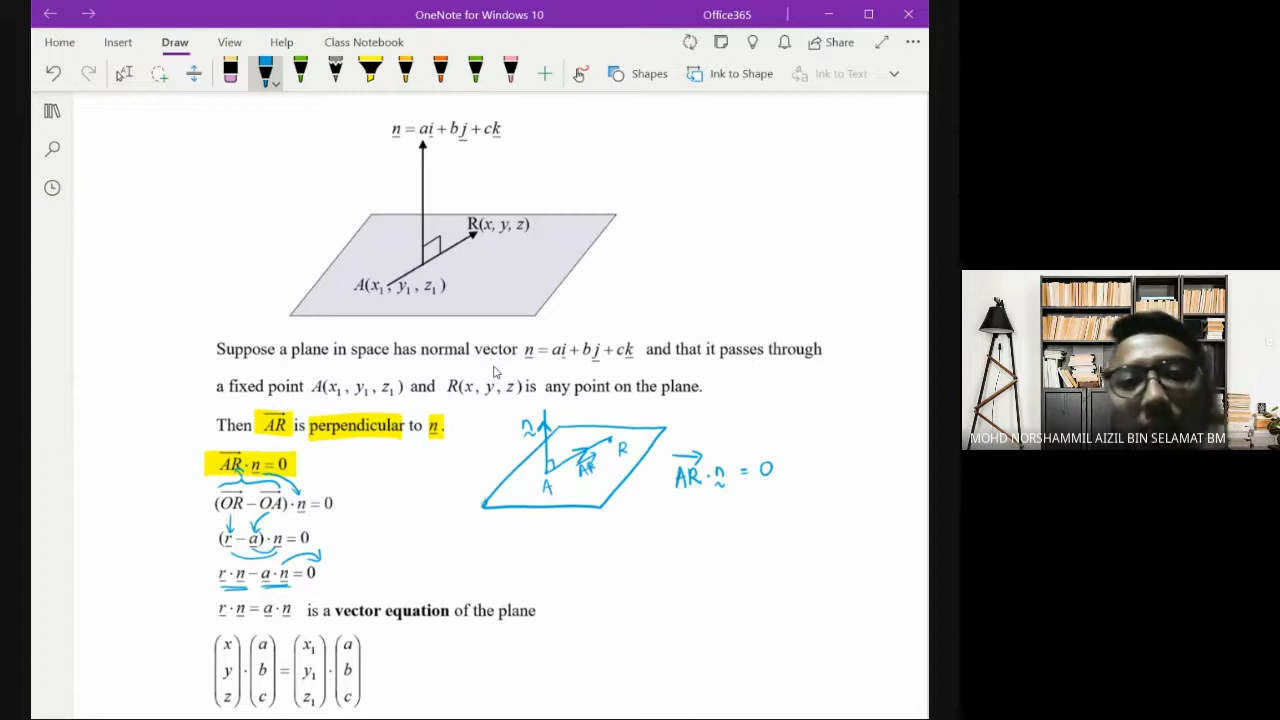 OneNote for Windows 10
Office365
Home Insert Draw View Help Class Notebook
Share
Shapes Ink to Shape Ink to Text
n = ai + bj + ck
R(x, y, z)
A(x₁, y₁, z₁)
Suppose a plane in space has normal vector n = ai + bj + ck and that it passes through
a fixed point A(x₁, y₁, z₁) and R(x, y, z) is any point on the plane.
Then AR is perpendicular to n.
n
R
AR
A
AR · n = 0
AR · n = 0
(OR − OA) · n = 0
(r − a) · n = 0
r · n − a · n = 0
r · n = a · n is a vector equation of the plane
(x y z) · (a b c) = (x₁ y₁ z₁) · (a b c)
MOHD NORSHAMMIL AIZIL BIN SELAMAT BM